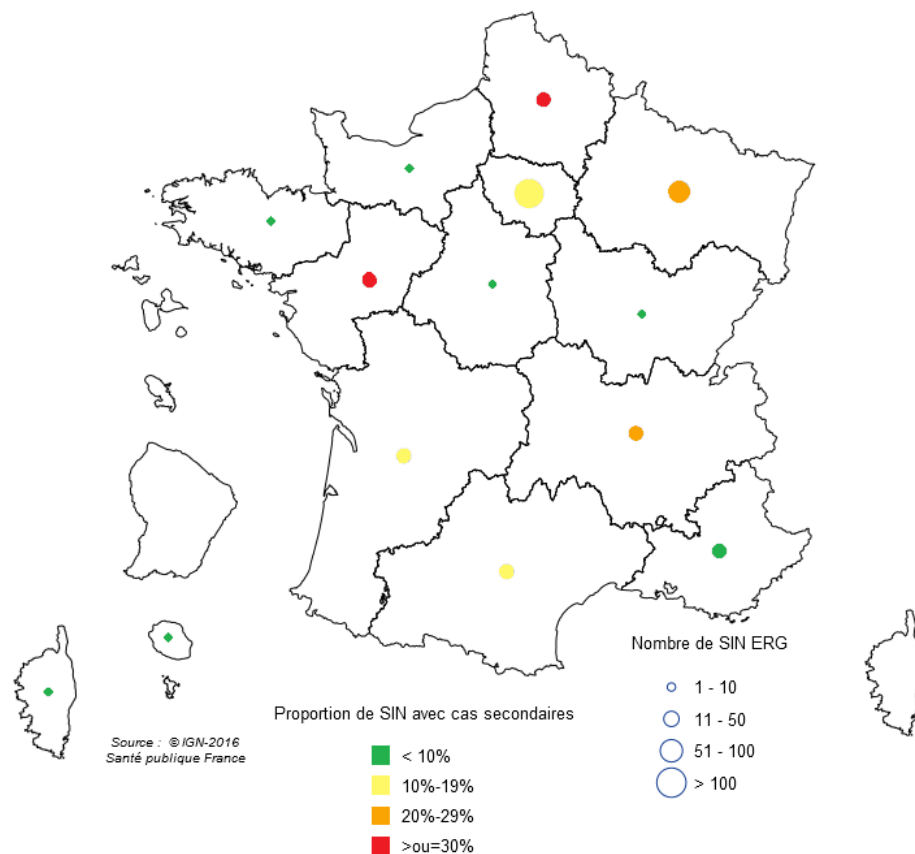 Nombre de SIN ERG
1 - 10
11 - 50
51 - 100
> 100
Proportion de SIN avec cas secondaires
< 10%
10%-19%
20%-29%
>ou=30%
Source : ©IGN-2016
Santé publique France